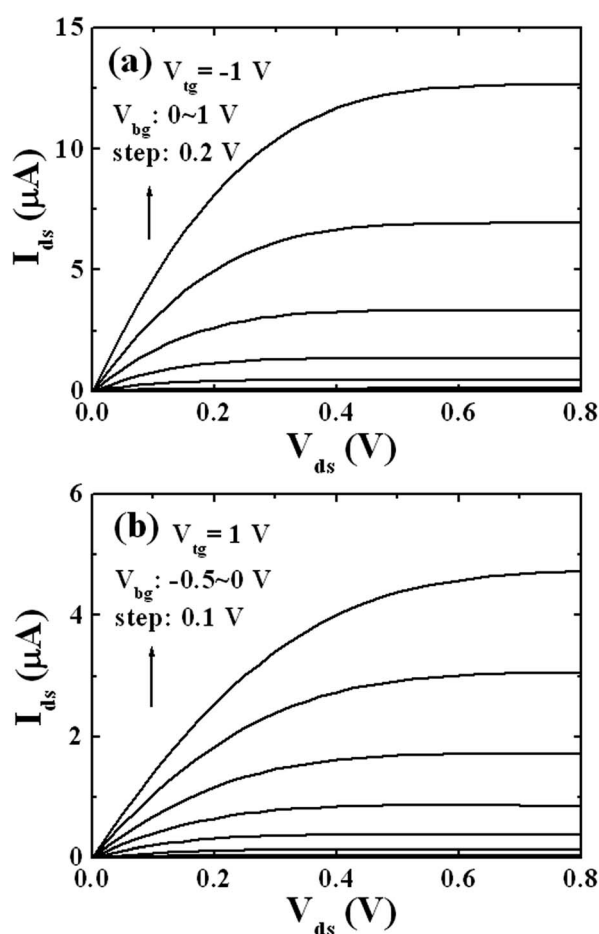 15
(a) V_tg = -1 V
V_bg: 0~1 V
step: 0.2 V
10
5
0
I_ds (μA)
0.0 0.2 0.4 0.6 0.8
V_ds (V)
6
(b) V_tg = 1 V
V_bg: -0.5~0 V
step: 0.1 V
4
2
0
I_ds (μA)
0.0 0.2 0.4 0.6 0.8
V_ds (V)